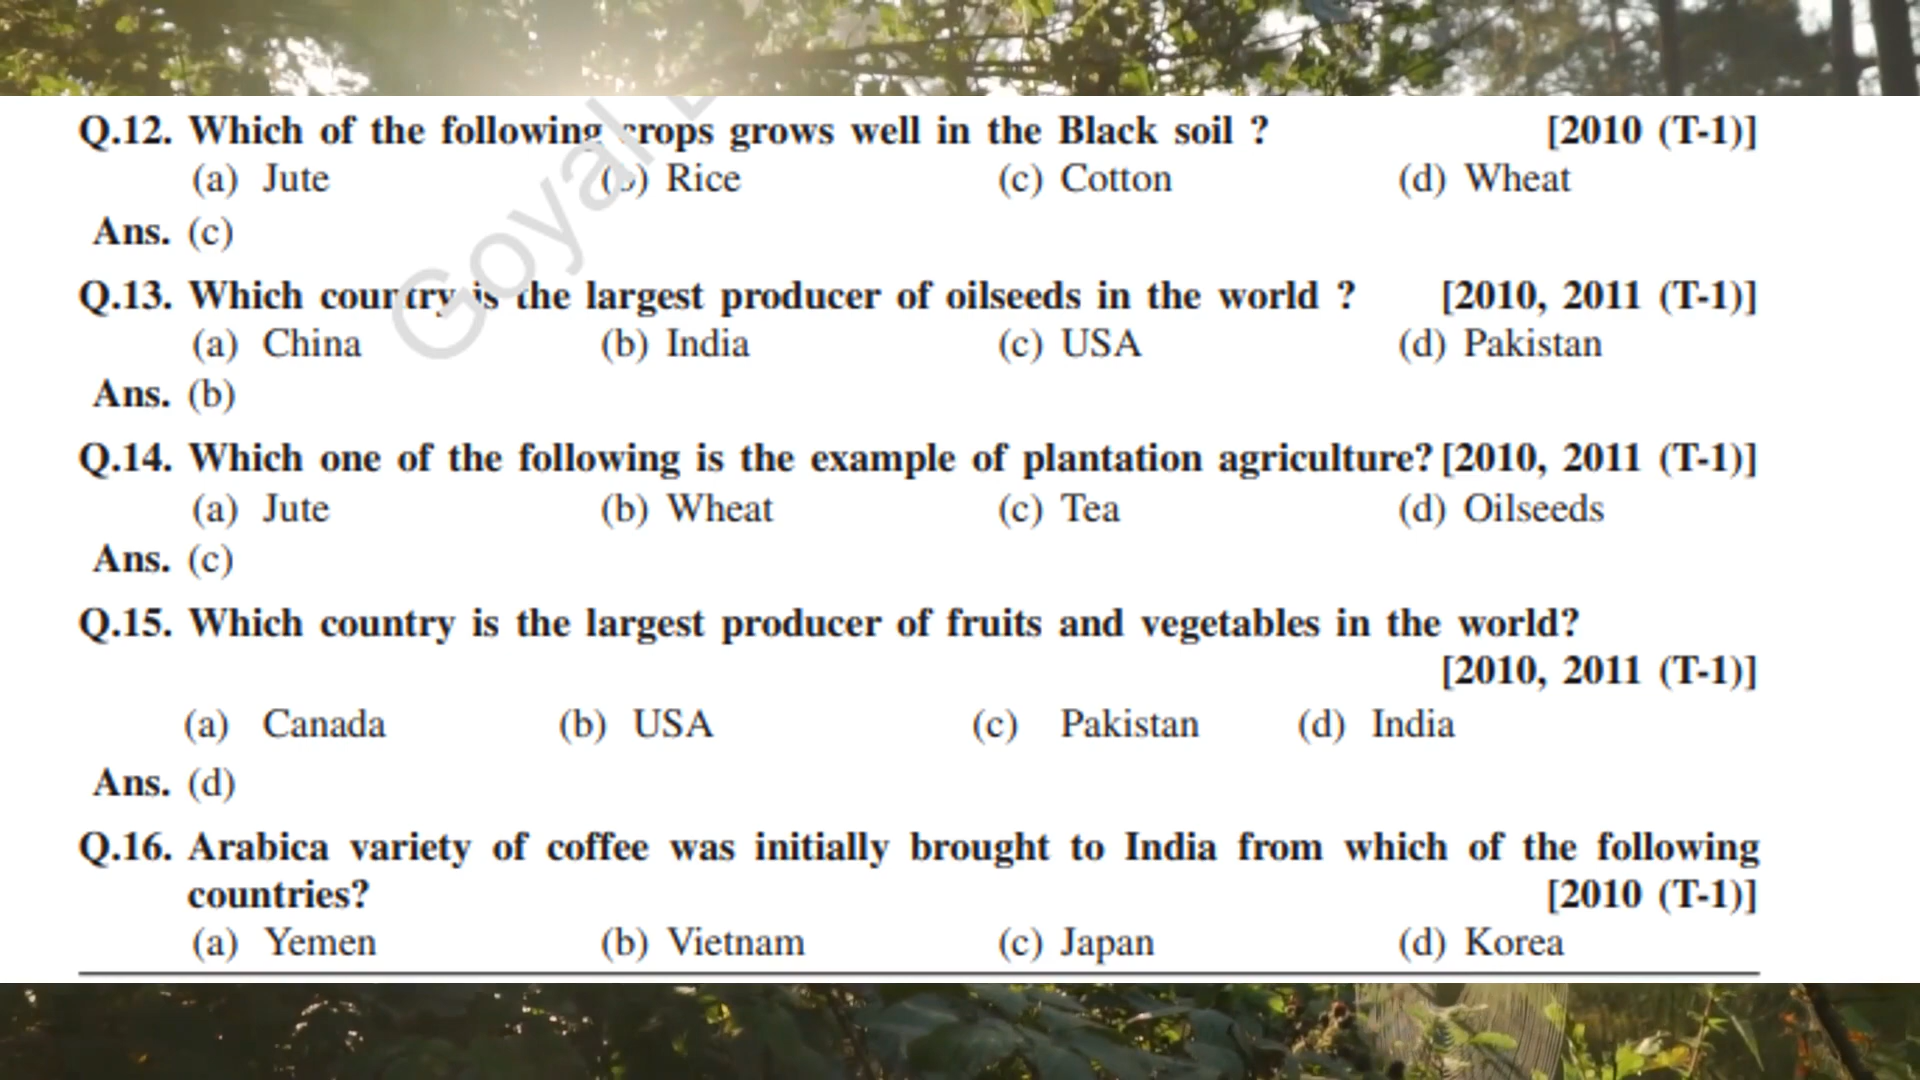 Q.12. Which of the following crops grows well in the Black soil ? [2010 (T-1)]
(a) Jute (b) Rice (c) Cotton (d) Wheat
Ans. (c)
Q.13. Which country is the largest producer of oilseeds in the world ? [2010, 2011 (T-1)]
(a) China (b) India (c) USA (d) Pakistan
Ans. (b)
Q.14. Which one of the following is the example of plantation agriculture? [2010, 2011 (T-1)]
(a) Jute (b) Wheat (c) Tea (d) Oilseeds
Ans. (c)
Q.15. Which country is the largest producer of fruits and vegetables in the world?
[2010, 2011 (T-1)]
(a) Canada (b) USA (c) Pakistan (d) India
Ans. (d)
Q.16. Arabica variety of coffee was initially brought to India from which of the following
countries? [2010 (T-1)]
(a) Yemen (b) Vietnam (c) Japan (d) Korea
Goyal